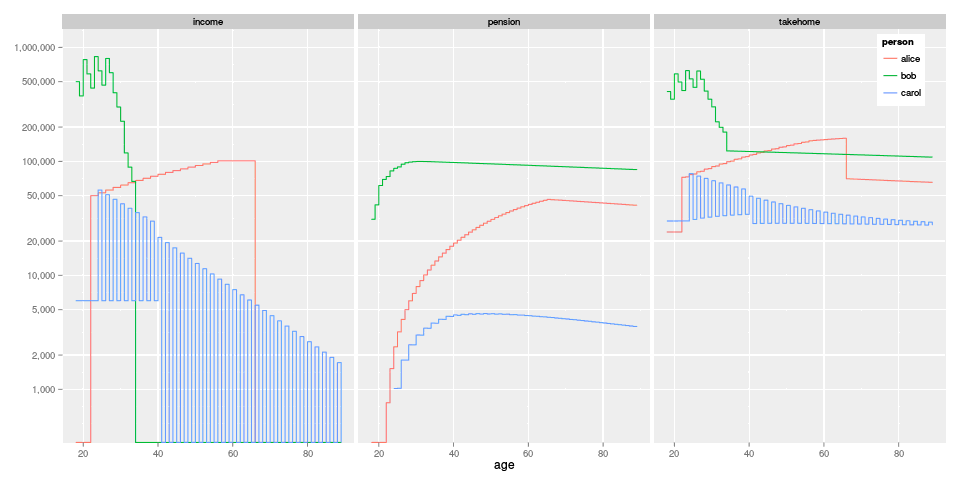 income pension takehome
person
alice
bob
carol
1,000,000
500,000
200,000
100,000
50,000
20,000
10,000
5,000
2,000
1,000
20 40 60 80 20 40 60 80 20 40 60 80
age